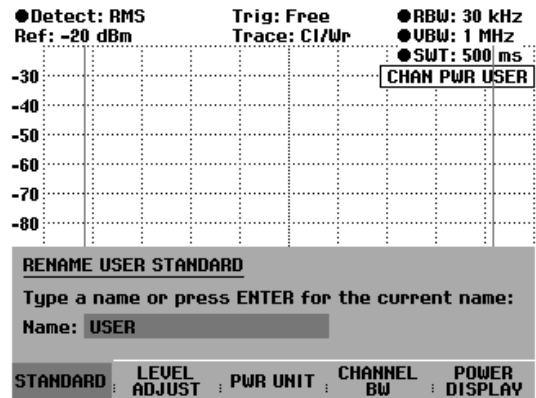 ●Detect: RMS Trig: Free ●RBW: 30 kHz
Ref: -20 dBm Trace: Cl/Wr ●VBW: 1 MHz
●SWT: 500 ms
-30 CHAN PWR USER
-40
-50
-60
-70
-80
RENAME USER STANDARD
Type a name or press ENTER for the current name:
Name: USER
STANDARD LEVEL ADJUST PWR UNIT CHANNEL BW POWER DISPLAY